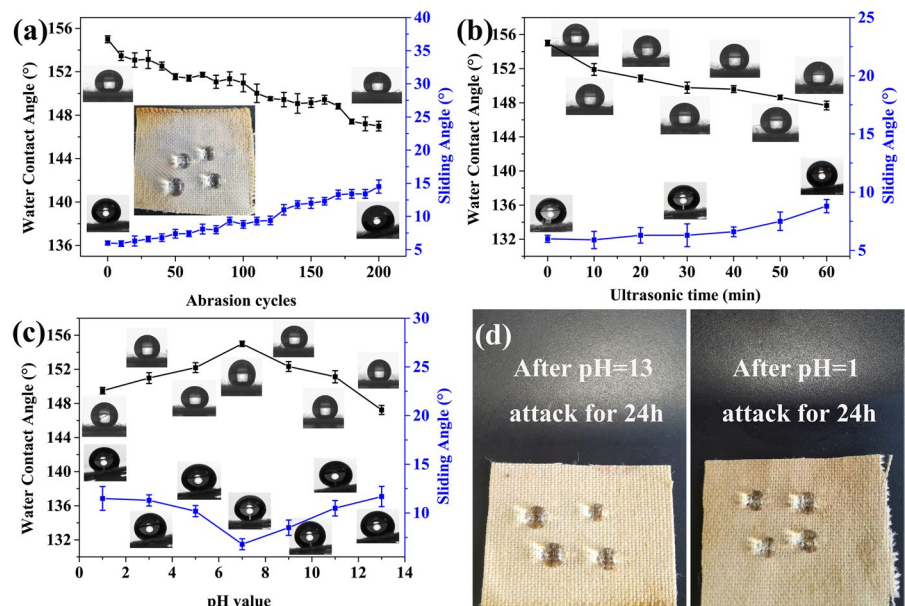 (a)
156
152
148
144
140
136
Water Contact Angle (°)
40
35
30
25
20
15
10
5
Sliding Angle (°)
0 50 100 150 200
Abrasion cycles
(b)
156
152
148
144
140
136
132
Water Contact Angle (°)
25
20
15
10
5
Sliding Angle (°)
0 10 20 30 40 50 60
Ultrasonic time (min)
(c)
156
152
148
144
140
136
132
Water Contact Angle (°)
30
25
20
15
10
Sliding Angle (°)
0 2 4 6 8 10 12 14
pH value
(d)
After pH=13
attack for 24h
After pH=1
attack for 24h